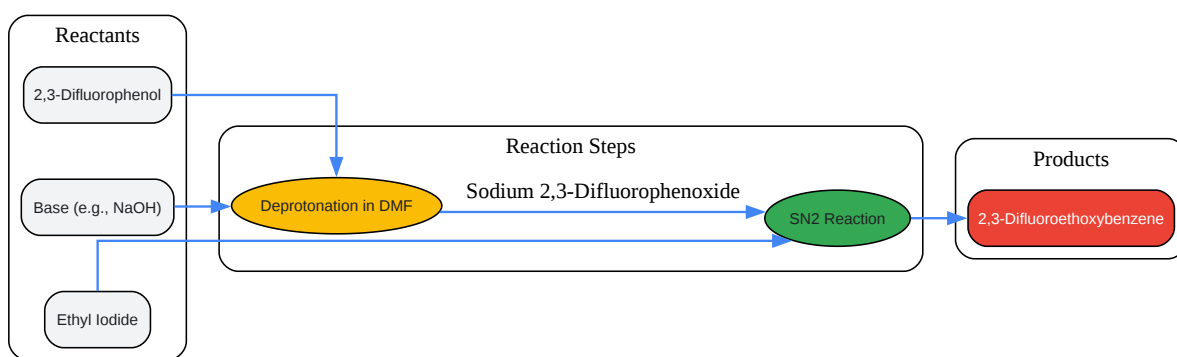 Reactants
2,3-Difluorophenol
Base (e.g., NaOH)
Ethyl Iodide
Reaction Steps
Deprotonation in DMF
Sodium 2,3-Difluorophenoxide
SN2 Reaction
Products
2,3-Difluoroethoxybenzene